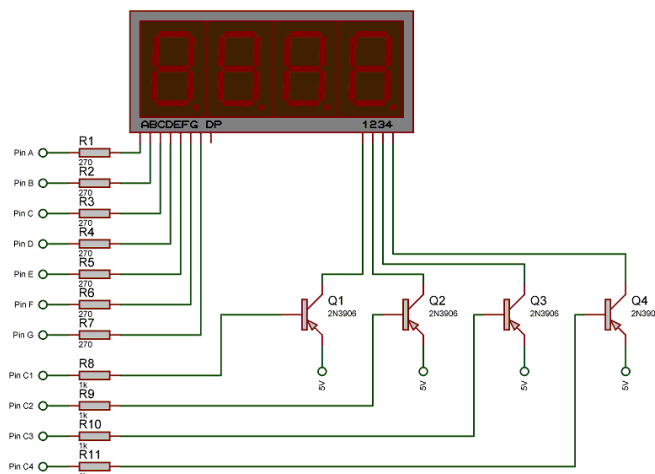 ABCDEFG DP 1234
R1
Pin A
270
R2
Pin B
270
R3
Pin C
270
R4
Pin D
270
R5
Pin E
270
R6
Pin F
270
R7
Pin G
270
Q1
2N3906
Q2
2N3906
Q3
2N3906
Q4
2N390
R8
Pin C1
1k
5V
5V
5V
5V
R9
Pin C2
1k
R10
Pin C3
1k
R11
Pin C4